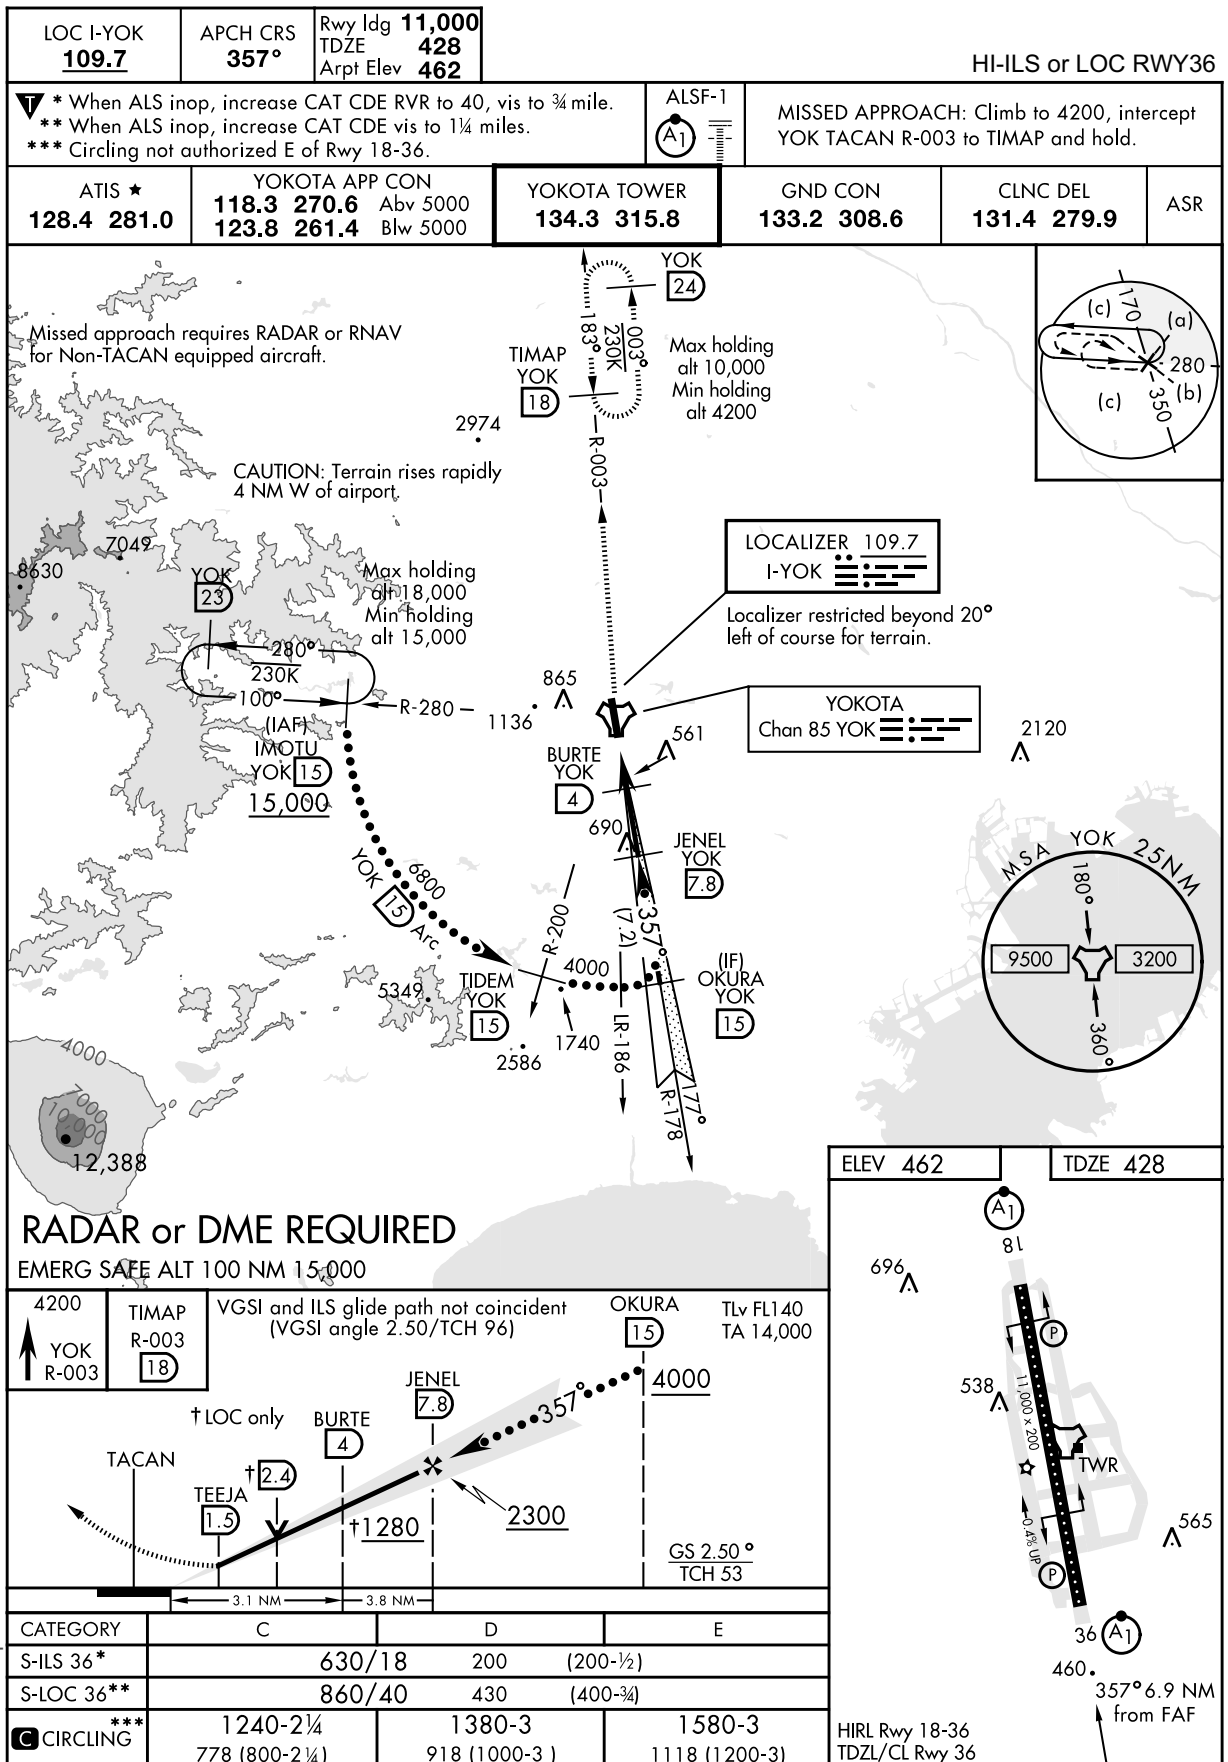 LOC I-YOK
109.7
APCH CRS
357°
Rwy ldg 11,000
TDZE 428
Arpt Elev 462
HI-ILS or LOC RWY36
T * When ALS inop, increase CAT CDE RVR to 40, vis to ¾ mile.
** When ALS inop, increase CAT CDE vis to 1¼ miles.
*** Circling not authorized E of Rwy 18-36.
ALSF-1
A1
MISSED APPROACH: Climb to 4200, intercept
YOK TACAN R-003 to TIMAP and hold.
ATIS ★
128.4 281.0
YOKOTA APP CON
118.3 270.6 Abv 5000
123.8 261.4 Blw 5000
YOKOTA TOWER
134.3 315.8
GND CON
133.2 308.6
CLNC DEL
131.4 279.9
ASR
Missed approach requires RADAR or RNAV
for Non-TACAN equipped aircraft.
YOK
24
183°
230K
003°
TIMAP
YOK
18
Max holding
alt 10,000
Min holding
alt 4200
R-003
170
(c)
(a)
280
(b)
(c)
350
2974
CAUTION: Terrain rises rapidly
4 NM W of airport.
7049
8630
YOK
23
Max holding
alt 18,000
Min holding
alt 15,000
280°
230K
100°
R-280
(IAF)
IMOTU
YOK 15
15,000
LOCALIZER 109.7
I-YOK
Localizer restricted beyond 20°
left of course for terrain.
865
1136
YOKOTA
Chan 85 YOK
561
2120
BURTE
YOK
4
690
JENEL
YOK
7.8
6800
YOK 15 Arc
R-200
(7.2)
357°
4000
(IF)
OKURA
YOK
15
TIDEM
YOK
15
5349
1740
2586
LR-186
R-178
177°
MSA YOK 25NM
180°
9500
3200
360°
4000
7000
10,000
12,388
RADAR or DME REQUIRED
EMERG SAFE ALT 100 NM 15,000
4200
YOK
R-003
TIMAP
R-003
18
VGSI and ILS glide path not coincident
(VGSI angle 2.50/TCH 96)
OKURA
15
TLv FL140
TA 14,000
4000
357°
JENEL
7.8
† LOC only
BURTE
4
TACAN
† 2.4
TEEJA
1.5
2300
†1280
GS 2.50°
TCH 53
3.1 NM
3.8 NM
CATEGORY C D E
S-ILS 36* 630/18 200 (200-½)
S-LOC 36** 860/40 430 (400-¾)
C CIRCLING *** 1240-2¼ 1380-3 1580-3
778 (800-2¼) 918 (1000-3) 1118 (1200-3)
ELEV 462
TDZE 428
A1
18
696
P
538
11,000 x 200
TWR
0.4% UP
565
P
36
A1
460
357° 6.9 NM
from FAF
HIRL Rwy 18-36
TDZL/CL Rwy 36